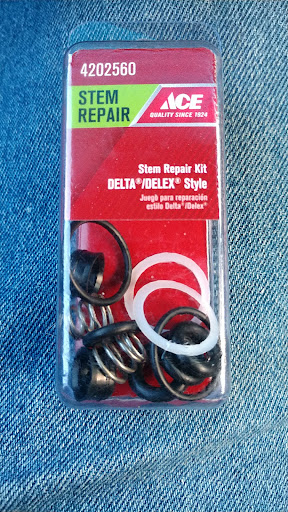 4202560
STEM
REPAIR
ACE
QUALITY SINCE 1924
Stem Repair Kit
DELTA®/DELEX® Style
Juego para reparación
estilo Delta®/Delex®